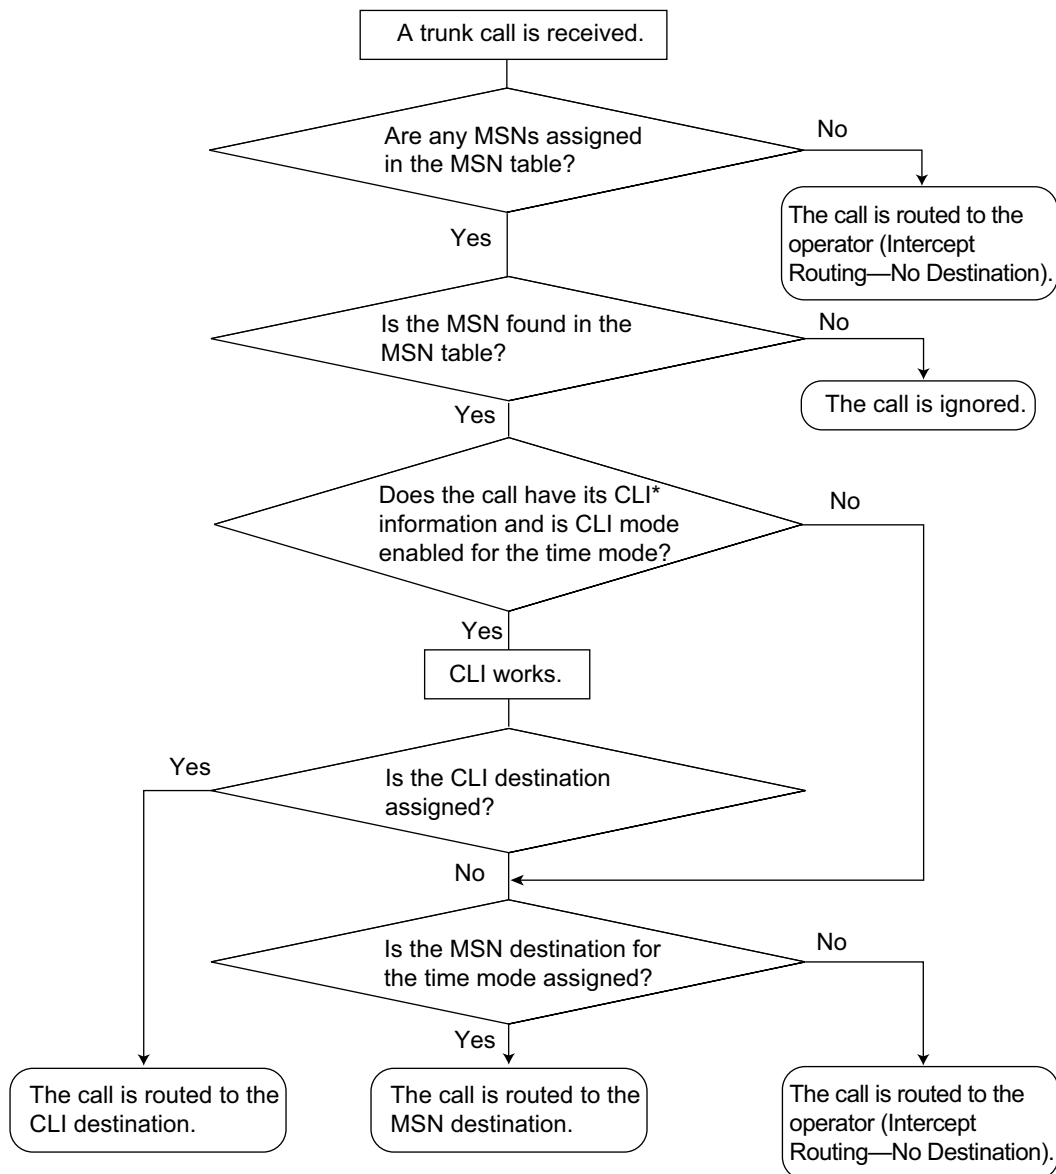 A trunk call is received.
Are any MSNs assigned
in the MSN table?
No
The call is routed to the
operator (Intercept
Routing—No Destination).
Yes
Is the MSN found in the
MSN table?
No
The call is ignored.
Yes
Does the call have its CLI*
information and is CLI mode
enabled for the time mode?
No
Yes
CLI works.
Yes
Is the CLI destination
assigned?
No
Is the MSN destination for
the time mode assigned?
No
Yes
The call is routed to the
CLI destination.
The call is routed to the
MSN destination.
The call is routed to the
operator (Intercept
Routing—No Destination).